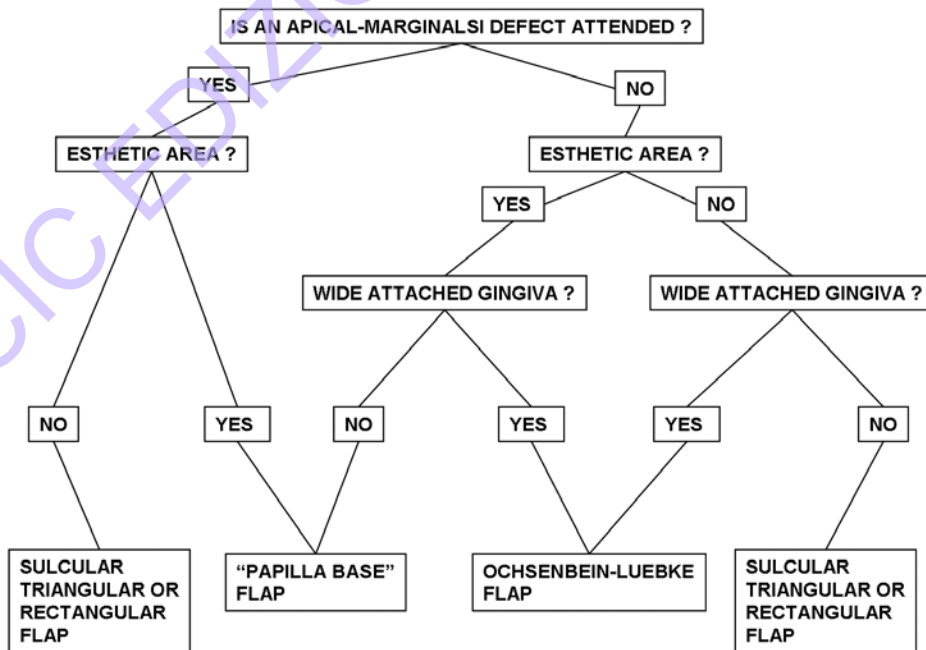 IS AN APICAL-MARGINALSI DEFECT ATTENDED ?
YES
NO
ESTHETIC AREA ?
ESTHETIC AREA ?
YES
NO
WIDE ATTACHED GINGIVA ?
WIDE ATTACHED GINGIVA ?
NO
YES
NO
YES
YES
NO
SULCULAR
TRIANGULAR OR
RECTANGULAR
FLAP
“PAPILLA BASE”
FLAP
OCHSENBEIN-LUEBKE
FLAP
SULCULAR
TRIANGULAR OR
RECTANGULAR
FLAP
CIC EDIZIO